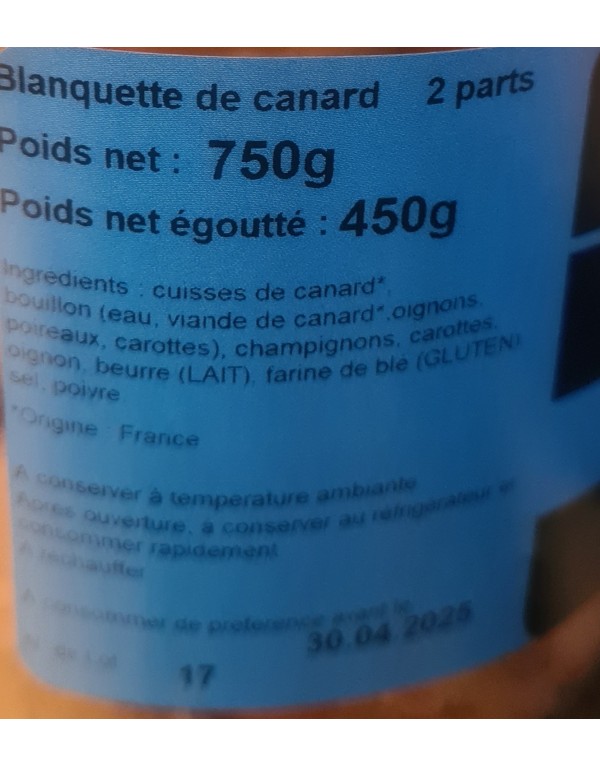 Blanquette de canard 2 parts
Poids net : 750g
Poids net égoutté : 450g
Ingredients : cuisses de canard*,
bouillon (eau, viande de canard*,oignons,
poireaux, carottes), champignons, carottes,
oignon, beurre (LAIT), farine de blé (GLUTEN)
sel, poivre
*Origine : France
A conserver à température ambiante
Après ouverture, à conserver au réfrigérateur et
consommer rapidement
A réchauffer
A consommer de préférence avant le
30.04.2025
17